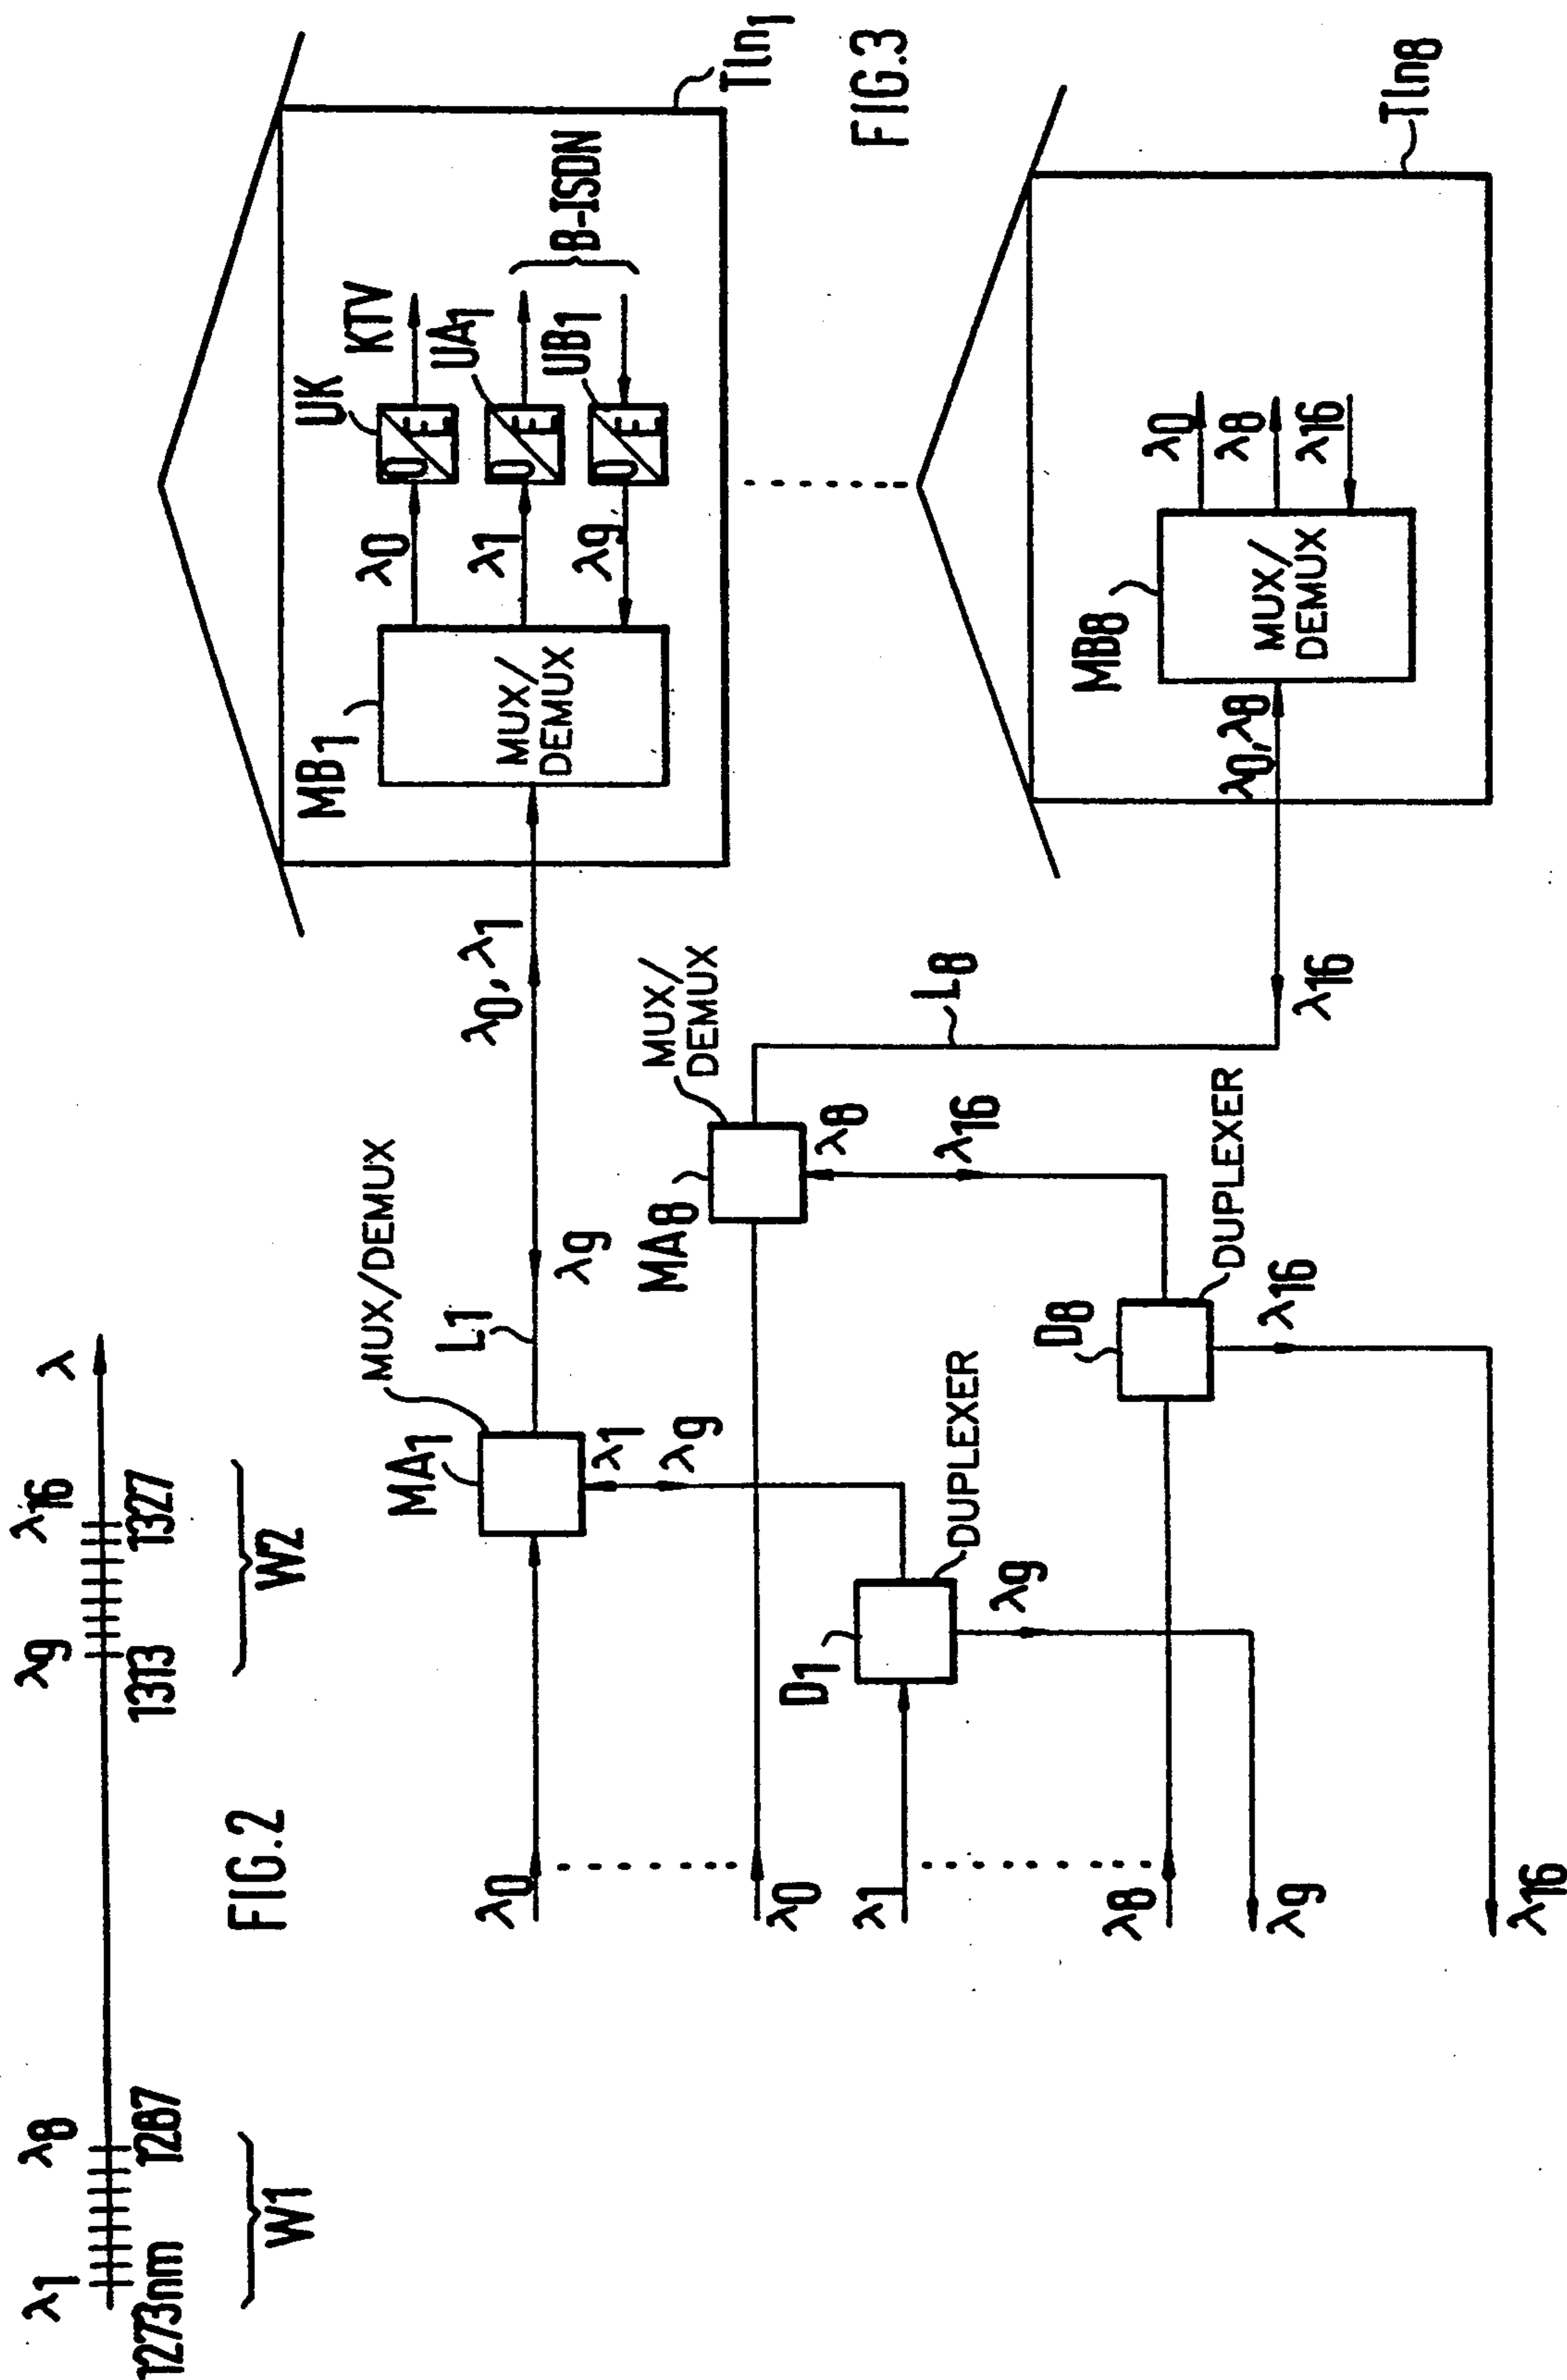 λ1
λ8
λ9
λ16
λ
1273nm
1287
1313
1327
W1
W2
FIG.2
FIG.3
λ0
MA1
MUX/DEMUX
L1
λ9
λ0, λ1
λ1
λ9
λ0
MA8
MUX/
DEMUX
λ8
λ16
L8
λ1
D1
DUPLEXER
λ9
λ8
D8
DUPLEXER
λ16
λ9
λ16
λ16
λ0,λ8
MB1
MUX/
DEMUX
λ0
λ1
λ9
UK
O
E
KTV
UA1
O
E
UB1
O
E
B-ISDN
Tln1
MB8
MUX/
DEMUX
λ0
λ8
λ16
Tln8